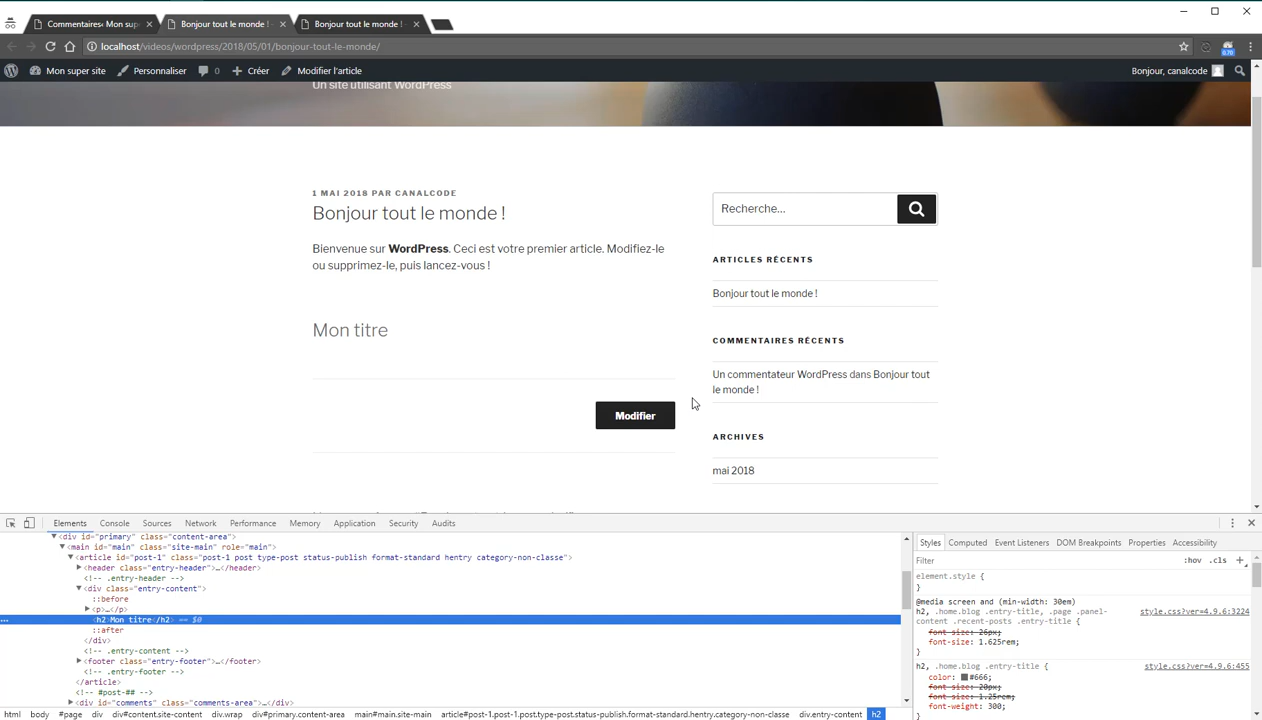 Commentaires‹ Mon sup
Bonjour tout le monde ! -
Bonjour tout le monde ! -
localhost/videos/wordpress/2018/05/01/bonjour-tout-le-monde/
0.70
Mon super site
Personnaliser
0
Créer
Modifier l'article
Bonjour, canalcode
Un site utilisant WordPress
1 MAI 2018 PAR CANALCODE
Bonjour tout le monde !
Bienvenue sur WordPress. Ceci est votre premier article. Modifiez-le
ou supprimez-le, puis lancez-vous !
Mon titre
Modifier
Recherche…
ARTICLES RÉCENTS
Bonjour tout le monde !
COMMENTAIRES RÉCENTS
Un commentateur WordPress dans Bonjour tout
le monde !
ARCHIVES
mai 2018
Elements Console Sources Network Performance Memory Application Security Audits
▼<div id="primary" class="content-area">
▼<main id="main" class="site-main" role="main">
▼<article id="post-1" class="post-1 post type-post status-publish format-standard hentry category-non-classe">
▶<header class="entry-header">…</header>
<!-- .entry-header -->
▼<div class="entry-content">
::before
▶<p>…</p>
… <h2>Mon titre</h2> == $0
::after
</div>
<!-- .entry-content -->
▶<footer class="entry-footer">…</footer>
<!-- .entry-footer -->
</article>
<!-- #post-## -->
▶<div id="comments" class="comments-area">…</div>
html body #page div div#content.site-content div.wrap div#primary.content-area main#main.site-main article#post-1.post-1.post.type-post.status-publish.format-standard.hentry.category-non-classe div.entry-content h2
Styles Computed Event Listeners DOM Breakpoints Properties Accessibility
Filter :hov .cls +
element.style {
}
@media screen and (min-width: 30em)
h2, .home.blog .entry-title, .page .panel- style.css?ver=4.9.6:3224
content .recent-posts .entry-title {
font-size: 26px;
font-size: 1.625rem;
}
h2, .home.blog .entry-title { style.css?ver=4.9.6:455
color: #666;
font-size: 20px;
font-size: 1.25rem;
font-weight: 300;
}